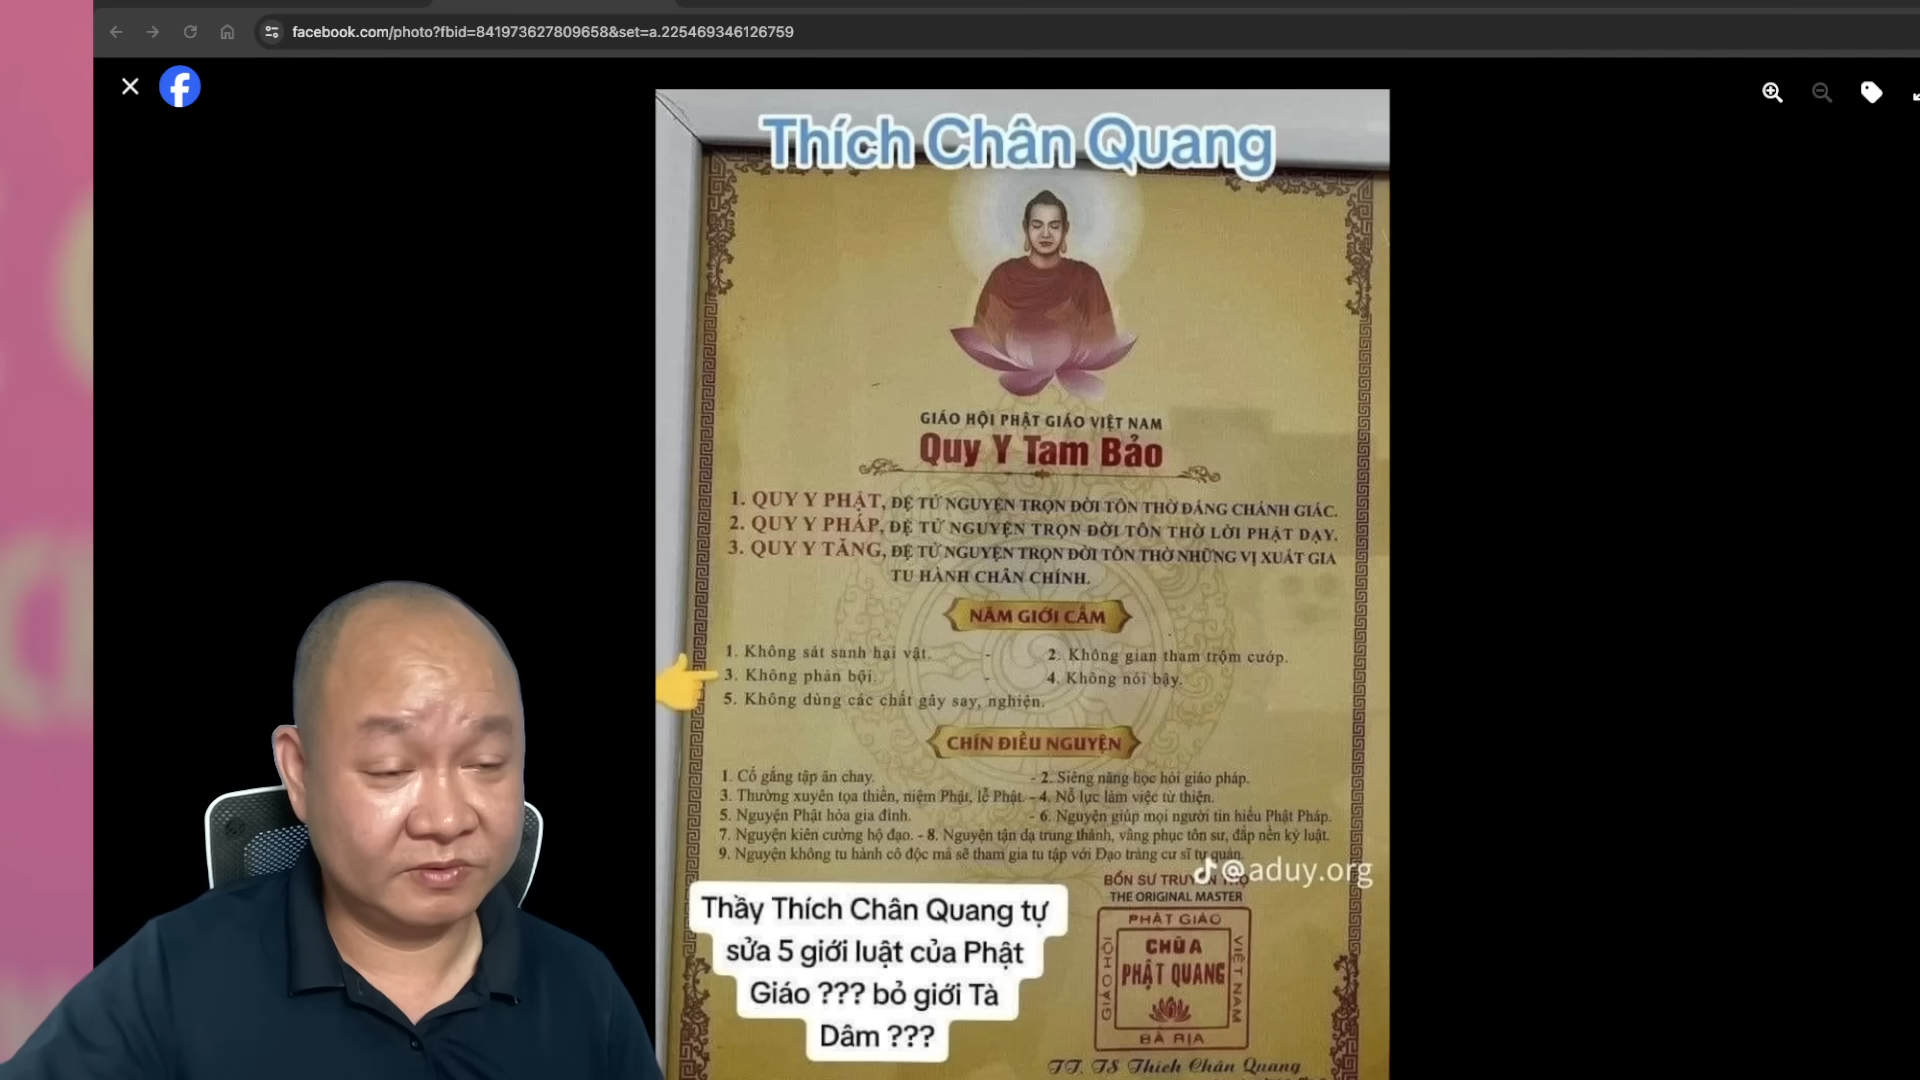 facebook.com/photo?fbid=841973627809658&set=a.225469346126759
Thích Chân Quang
GIÁO HỘI PHẬT GIÁO VIỆT NAM
Quy Y Tam Bảo
1. QUY Y PHẬT, ĐỆ TỬ NGUYỆN TRỌN ĐỜI TÔN THỜ ĐẤNG CHÁNH GIÁC.
2. QUY Y PHÁP, ĐỆ TỬ NGUYỆN TRỌN ĐỜI TÔN THỜ LỜI PHẬT DẠY.
3. QUY Y TĂNG, ĐỆ TỬ NGUYỆN TRỌN ĐỜI TÔN THỜ NHỮNG VỊ XUẤT GIA
TU HÀNH CHÂN CHÍNH.
NĂM GIỚI CẤM
1. Không sát sanh hại vật. - 2. Không gian tham trộm cướp.
3. Không phản bội. - 4. Không nói bậy.
5. Không dùng các chất gây say, nghiện.
CHÍN ĐIỀU NGUYỆN
1. Cố gắng tập ăn chay. - 2. Siêng năng học hỏi giáo pháp.
3. Thường xuyên tọa thiền, niệm Phật, lễ Phật. - 4. Nỗ lực làm việc từ thiện.
5. Nguyện Phật hóa gia đình. - 6. Nguyện giúp mọi người tin hiểu Phật Pháp.
7. Nguyện kiên cường hộ đạo. - 8. Nguyện tận dạ trung thành, vâng phục tôn sư, đắp nền kỷ luật.
9. Nguyện không tu hành cô độc mà sẽ tham gia tu tập với Đạo tràng cư sĩ tự quản.
@aduy.org
BỔN SƯ TRUYỀN THỌ
THE ORIGINAL MASTER
PHẬT GIÁO
GIÁO HỘI
CHÙA
PHẬT QUANG
VIỆT NAM
BÀ RỊA
TT. TS Thích Chân Quang
Thầy Thích Chân Quang tự
sửa 5 giới luật của Phật
Giáo ??? bỏ giới Tà
Dâm ???